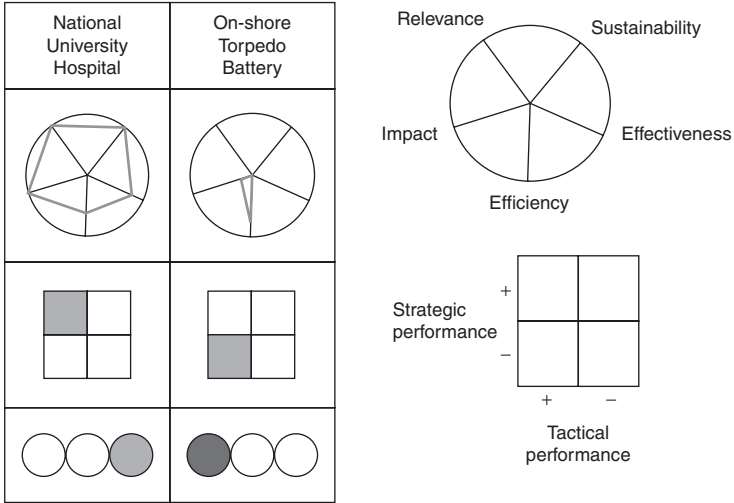 National
University
Hospital
On-shore
Torpedo
Battery
Relevance
Sustainability
Impact
Effectiveness
Efficiency
Strategic
performance
+
−
+ −
Tactical
performance